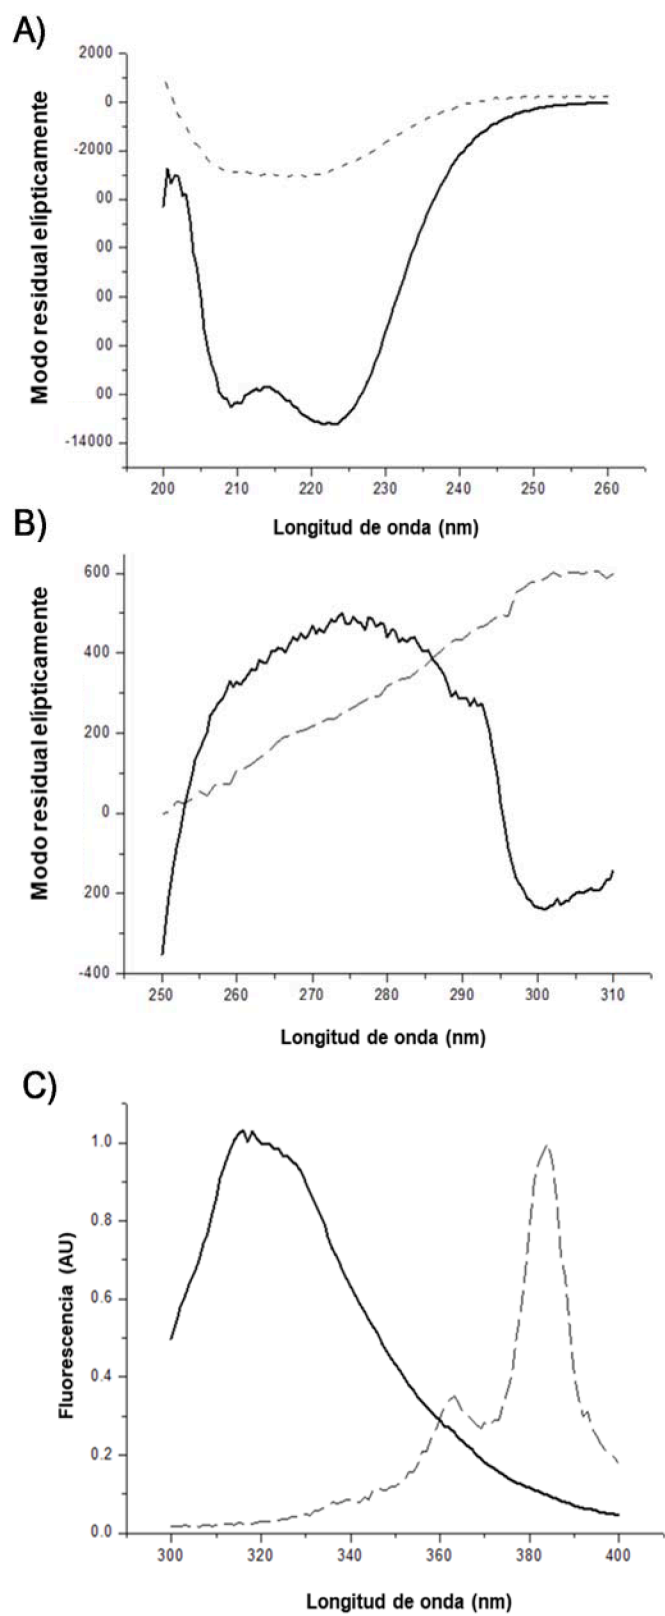 A)
Modo residual elípticamente
2000
0
-2000
00
00
00
00
00
-14000
200 210 220 230 240 250 260
Longitud de onda (nm)
B)
Modo residual elípticamente
600
400
200
0
200
-400
250 260 270 280 290 300 310
Longitud de onda (nm)
C)
Fluorescencia (AU)
1.0
0.8
0.6
0.4
0.2
0.0
300 320 340 360 380 400
Longitud de onda (nm)